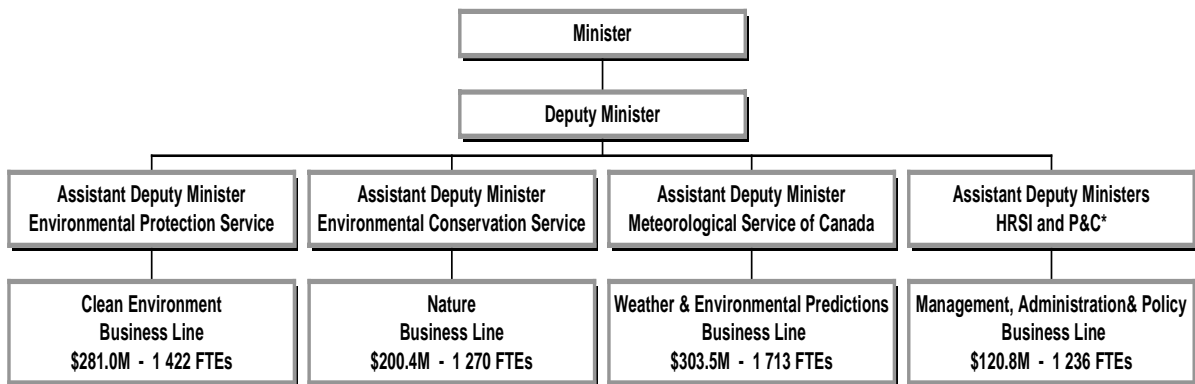 Minister
Deputy Minister
Assistant Deputy Minister
Environmental Protection Service
Assistant Deputy Minister
Environmental Conservation Service
Assistant Deputy Minister
Meteorological Service of Canada
Assistant Deputy Ministers
HRSI and P&C*
Clean Environment
Business Line
$281.0M - 1 422 FTEs
Nature
Business Line
$200.4M - 1 270 FTEs
Weather & Environmental Predictions
Business Line
$303.5M - 1 713 FTEs
Management, Administration& Policy
Business Line
$120.8M - 1 236 FTEs